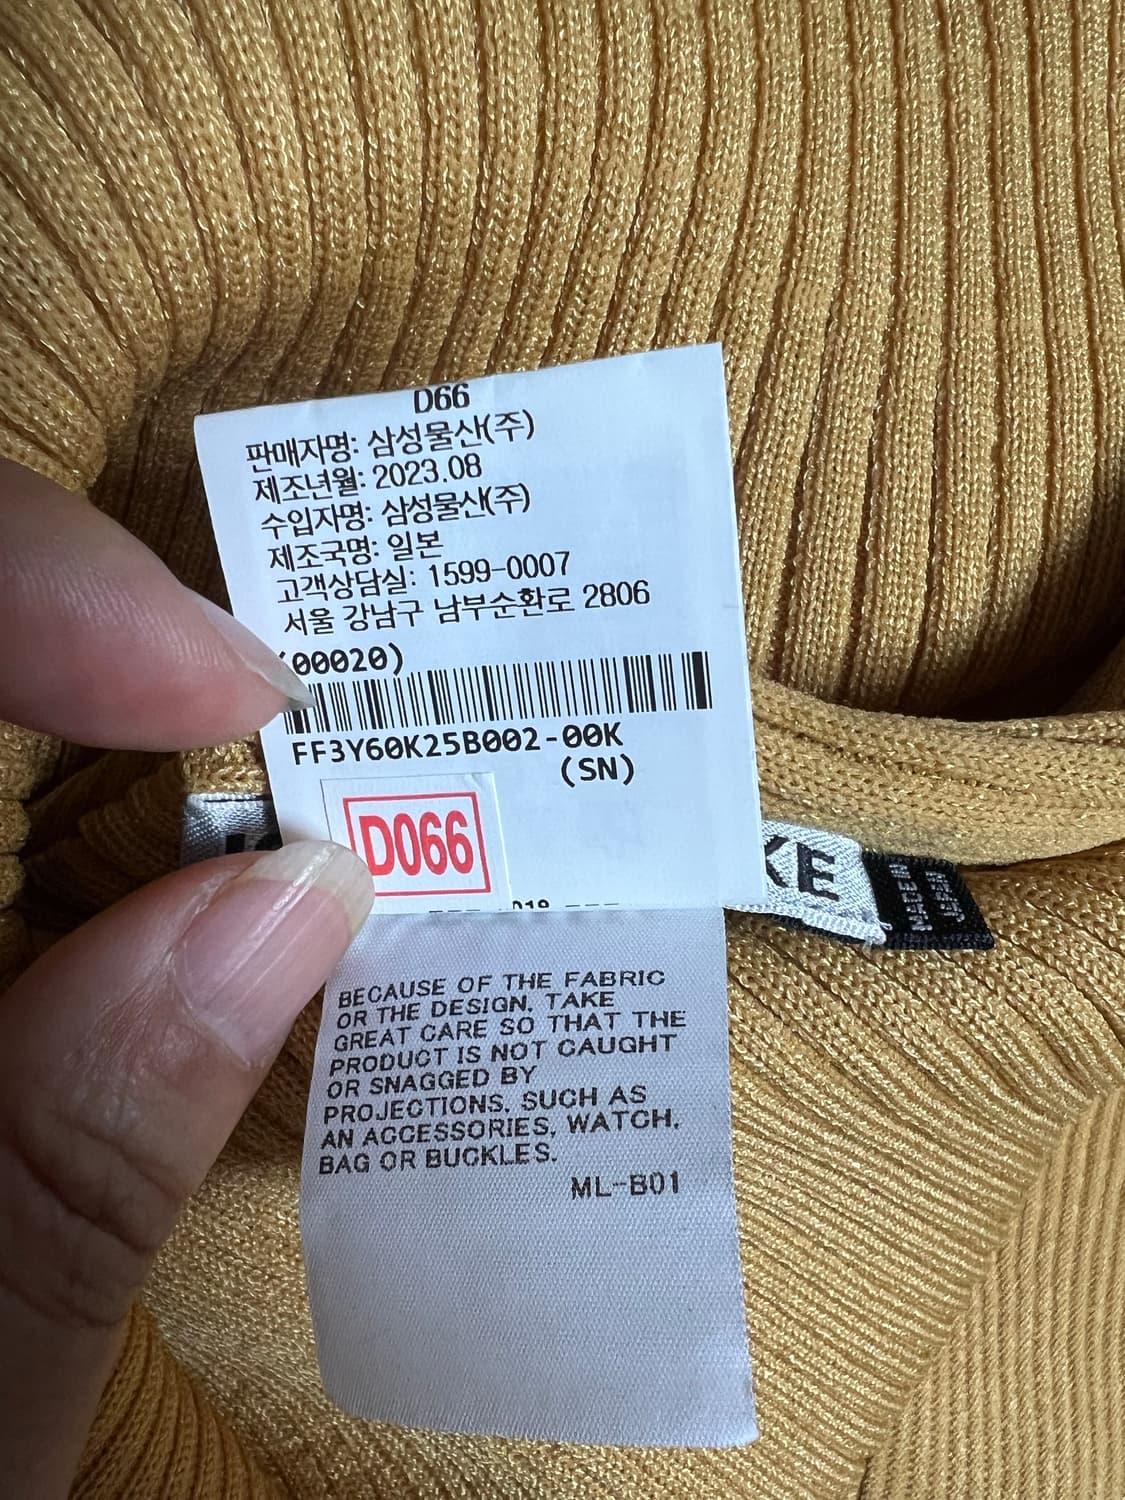 D66
판매자명: 삼성물산(주)
제조년월: 2023.08
수입자명: 삼성물산(주)
제조국명: 일본
고객상담실: 1599-0007
서울 강남구 남부순환로 2806
(00020)
FF3Y60K25B002-00K
(SN)
D066
KE
MADE IN
JAPAN
BECAUSE OF THE FABRIC
OR THE DESIGN, TAKE
GREAT CARE SO THAT THE
PRODUCT IS NOT CAUGHT
OR SNAGGED BY
PROJECTIONS, SUCH AS
AN ACCESSORIES, WATCH,
BAG OR BUCKLES.
ML-B01